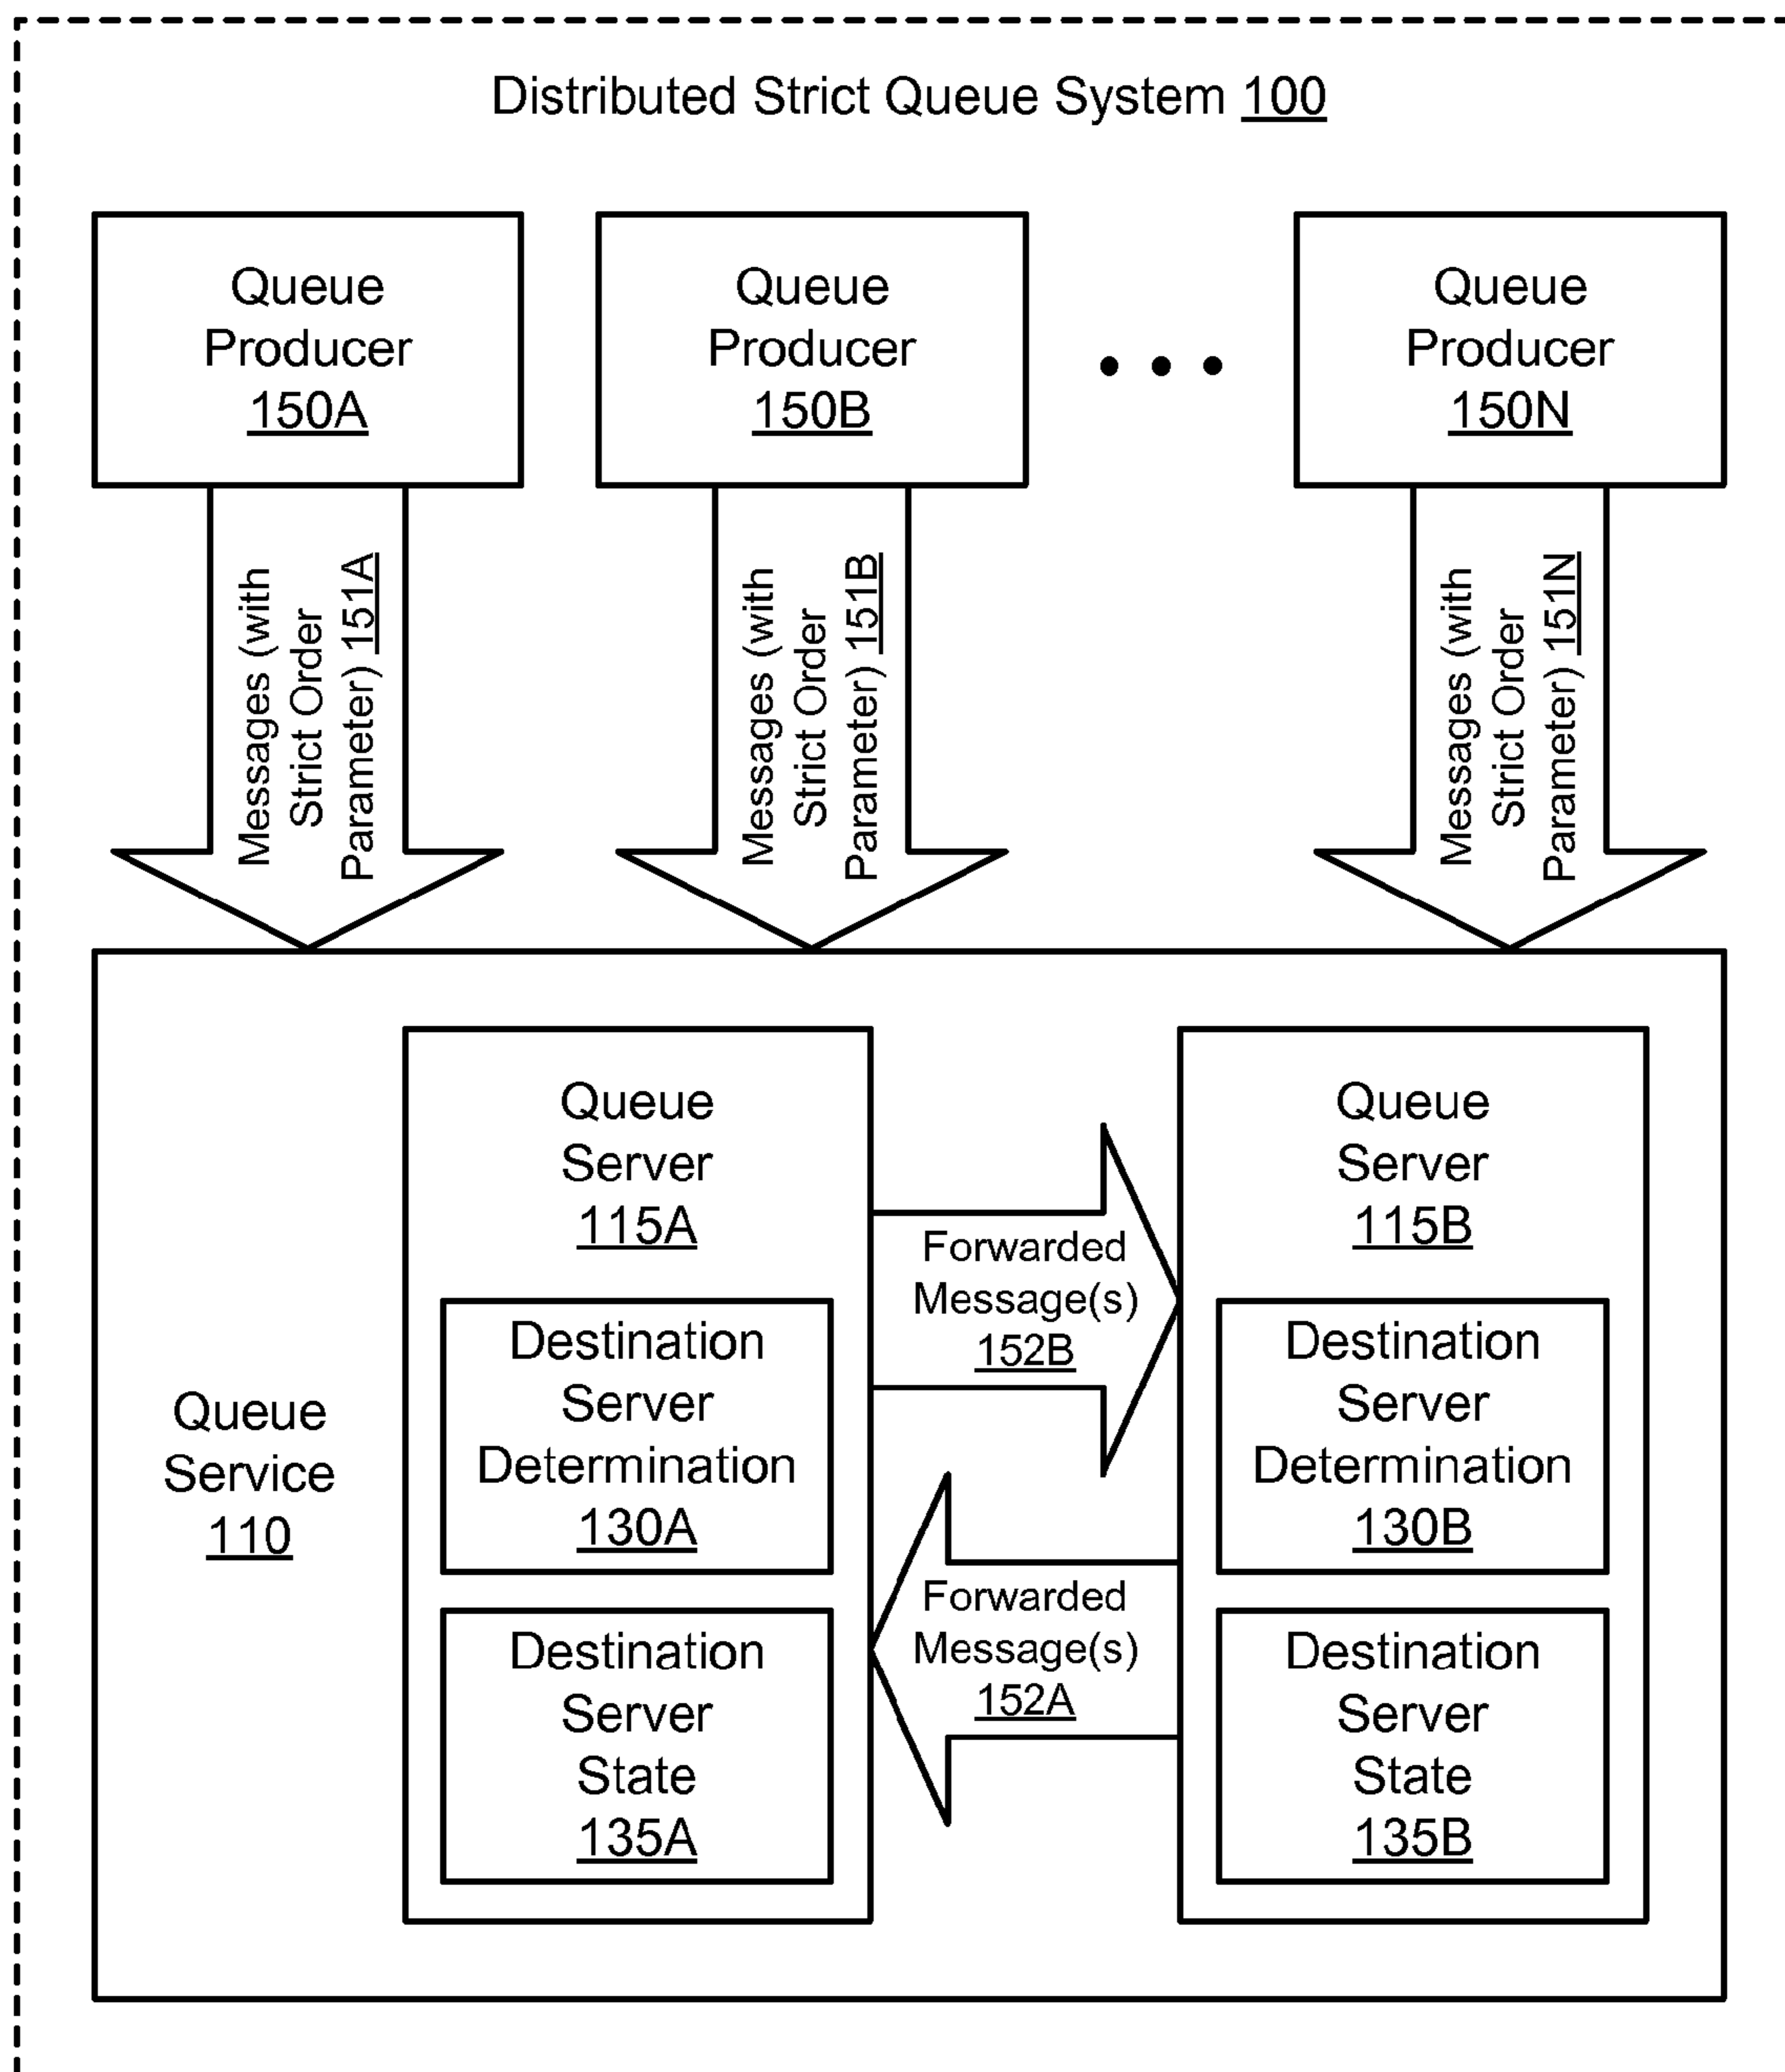 Distributed Strict Queue System 100
Queue
Producer
150A
Queue
Producer
150B
Queue
Producer
150N
Messages (with
Strict Order
Parameter) 151A
Messages (with
Strict Order
Parameter) 151B
Messages (with
Strict Order
Parameter) 151N
Queue
Service
110
Queue
Server
115A
Destination
Server
Determination
130A
Destination
Server
State
135A
Forwarded
Message(s)
152B
Forwarded
Message(s)
152A
Queue
Server
115B
Destination
Server
Determination
130B
Destination
Server
State
135B